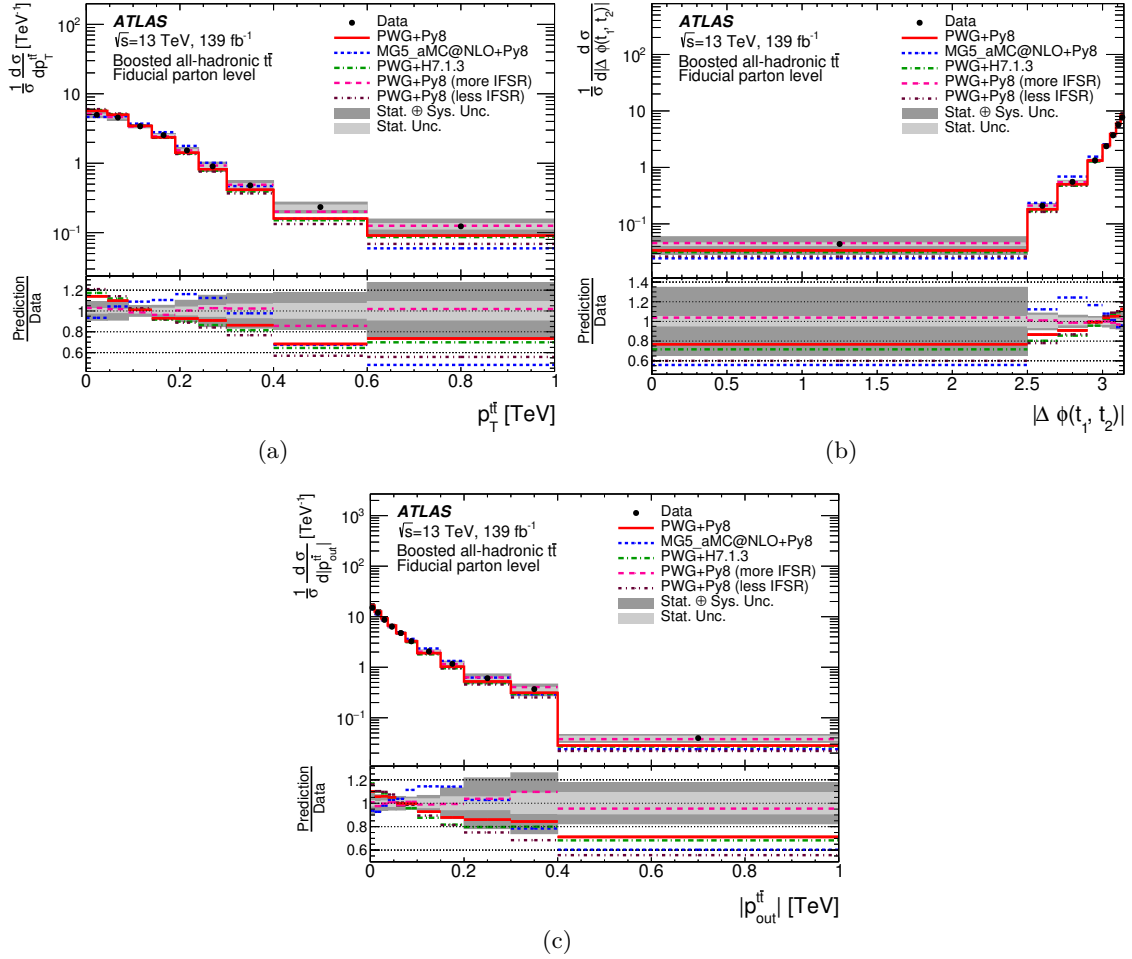 ATLAS
√s=13 TeV, 139 fb⁻¹
Boosted all-hadronic tt̄
Fiducial parton level
Data
PWG+Py8
MG5_aMC@NLO+Py8
PWG+H7.1.3
PWG+Py8 (more IFSR)
PWG+Py8 (less IFSR)
Stat. ⊕ Sys. Unc.
Stat. Unc.
1/σ d σ/dp_T^{tt̄} [TeV⁻¹]
10²
10
1
10⁻¹
Prediction/Data
1.2
1.0
0.8
0.6
0 0.2 0.4 0.6 0.8 1
p_T^{tt̄} [TeV]
(a)
ATLAS
√s=13 TeV, 139 fb⁻¹
Boosted all-hadronic tt̄
Fiducial parton level
Data
PWG+Py8
MG5_aMC@NLO+Py8
PWG+H7.1.3
PWG+Py8 (more IFSR)
PWG+Py8 (less IFSR)
Stat. ⊕ Sys. Unc.
Stat. Unc.
1/σ d σ/d|Δ φ(t₁, t₂)|
10²
10
1
10⁻¹
Prediction/Data
1.4
1.2
1.0
0.8
0.6
0 0.5 1 1.5 2 2.5 3
|Δ φ(t₁, t₂)|
(b)
ATLAS
√s=13 TeV, 139 fb⁻¹
Boosted all-hadronic tt̄
Fiducial parton level
Data
PWG+Py8
MG5_aMC@NLO+Py8
PWG+H7.1.3
PWG+Py8 (more IFSR)
PWG+Py8 (less IFSR)
Stat. ⊕ Sys. Unc.
Stat. Unc.
1/σ d σ/d|p_out^{tt̄}| [TeV⁻¹]
10³
10²
10
1
10⁻¹
Prediction/Data
1.2
1.0
0.8
0.6
0 0.2 0.4 0.6 0.8 1
|p_out^{tt̄}| [TeV]
(c)